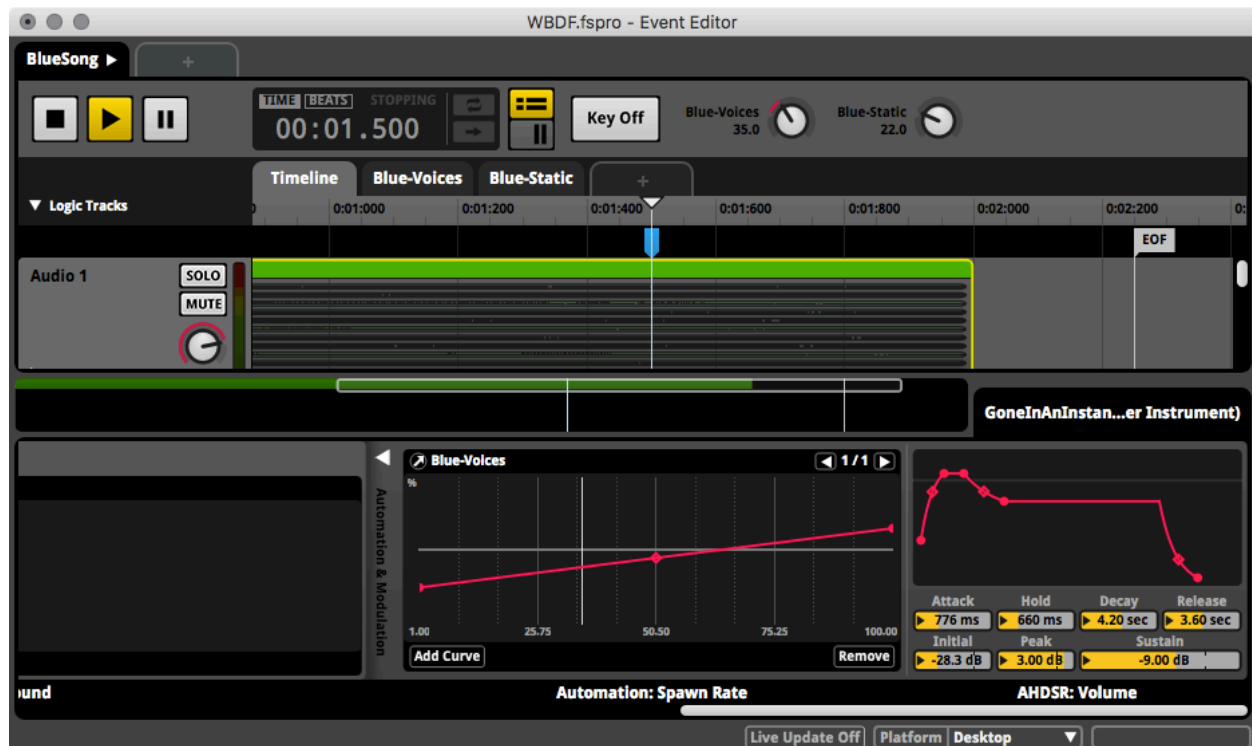 WBDF.fspro - Event Editor
BlueSong
+
TIME BEATS STOPPING
00:01.500
Key Off
Blue-Voices
35.0
Blue-Static
22.0
Timeline Blue-Voices Blue-Static +
Logic Tracks
0:01:000 0:01:200 0:01:400 0:01:600 0:01:800 0:02:000 0:02:200
EOF
Audio 1
SOLO
MUTE
GoneInAnInstan...er Instrument)
Automation & Modulation
Blue-Voices 1 / 1
%
1.00 25.75 50.50 75.25 100.00
Add Curve Remove
Attack Hold Decay Release
776 ms 660 ms 4.20 sec 3.60 sec
Initial Peak Sustain
-28.3 dB 3.00 dB -9.00 dB
ound Automation: Spawn Rate AHDSR: Volume
Live Update Off Platform Desktop